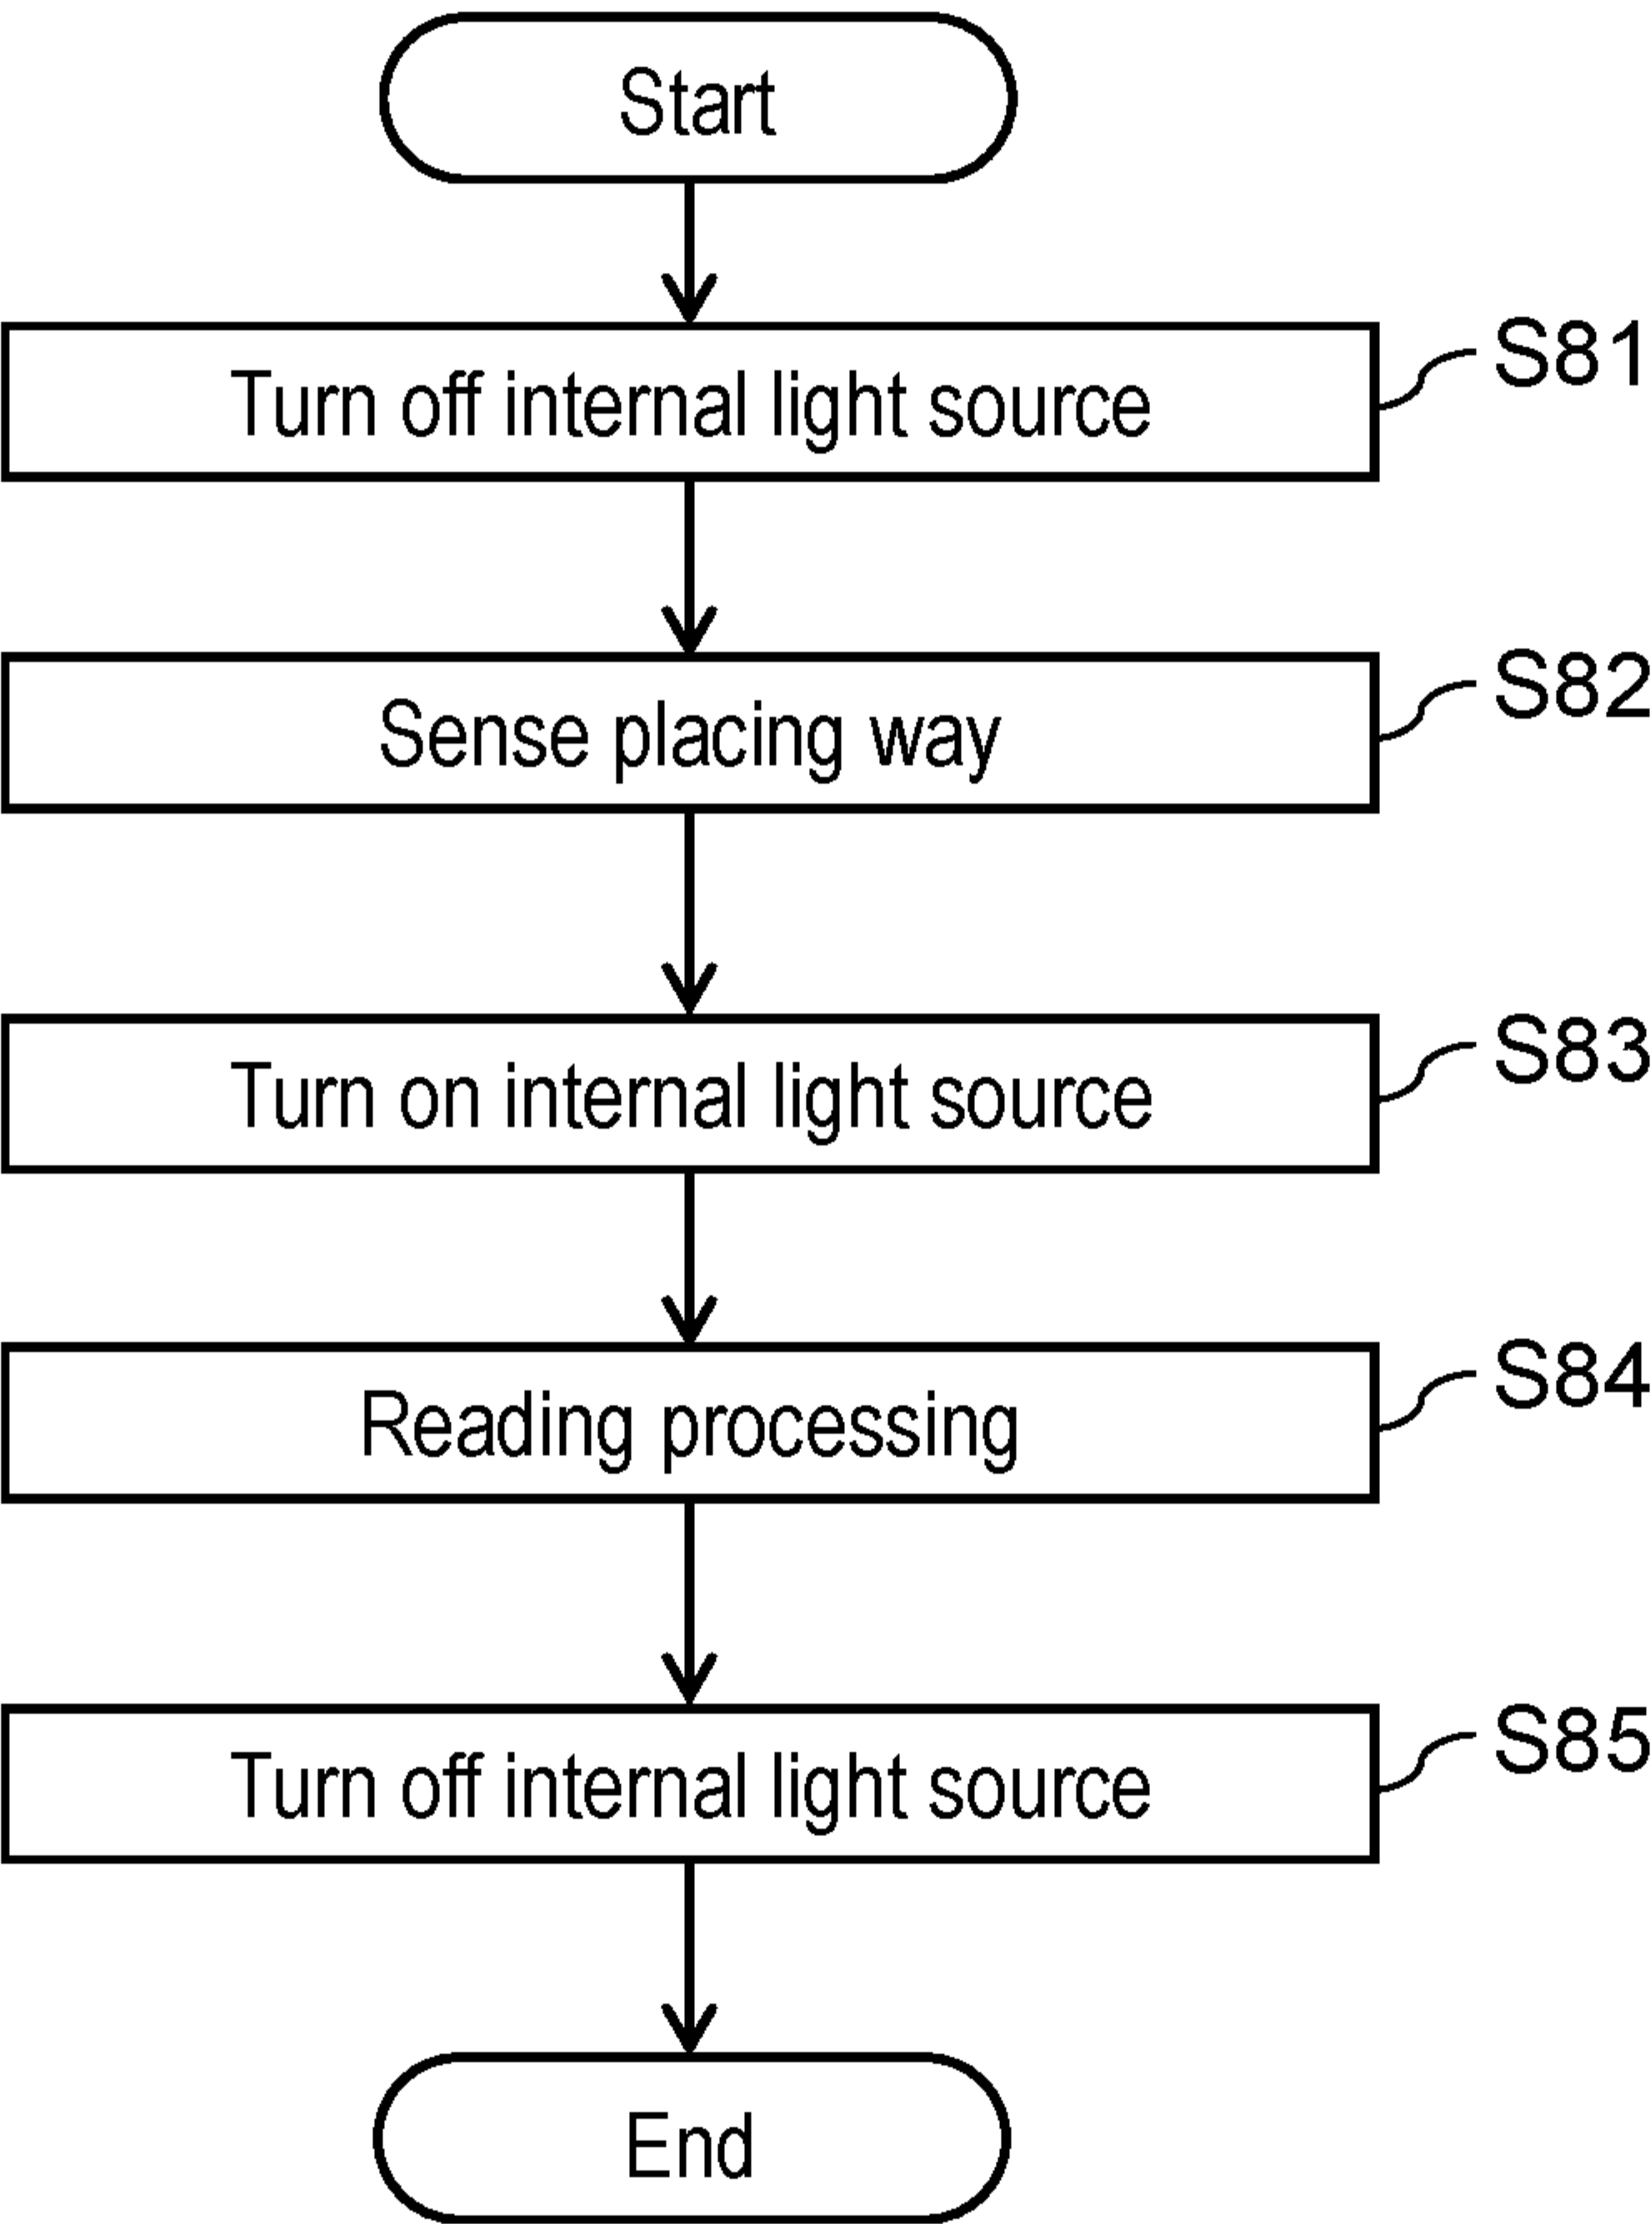 Start
Turn off internal light source
S81
Sense placing way
S82
Turn on internal light source
S83
Reading processing
S84
Turn off internal light source
S85
End